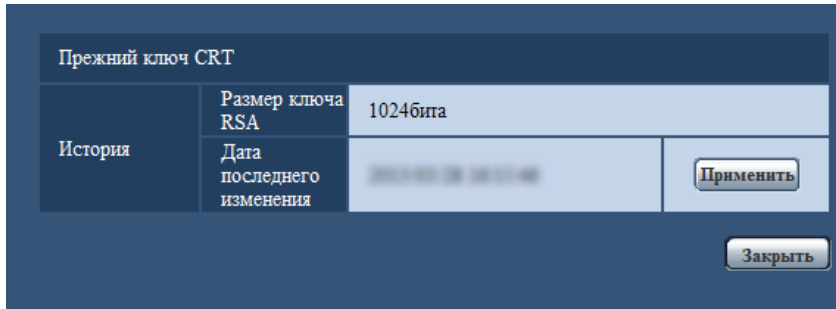 Прежний ключ CRT
История
Размер ключа
RSA
1024бита
Дата
последнего
изменения
Применить
Закрыть